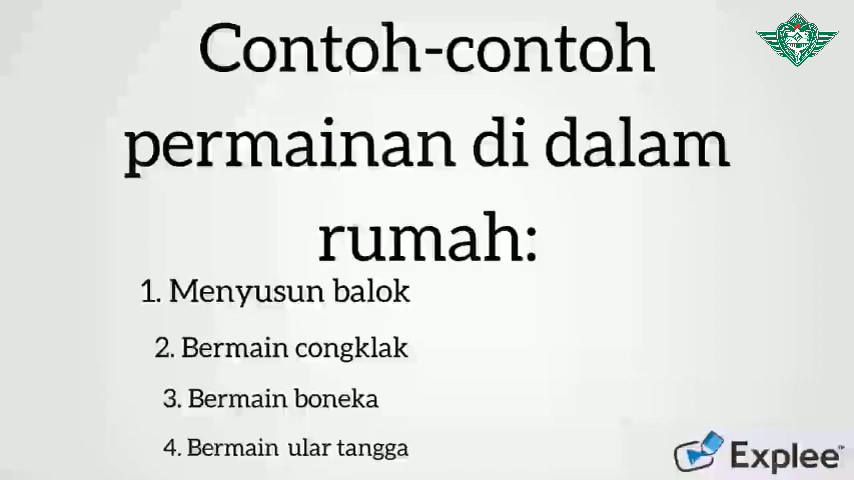 Contoh-contoh
permainan di dalam
rumah:
1. Menyusun balok
2. Bermain congklak
3. Bermain boneka
4. Bermain ular tangga
Explee™